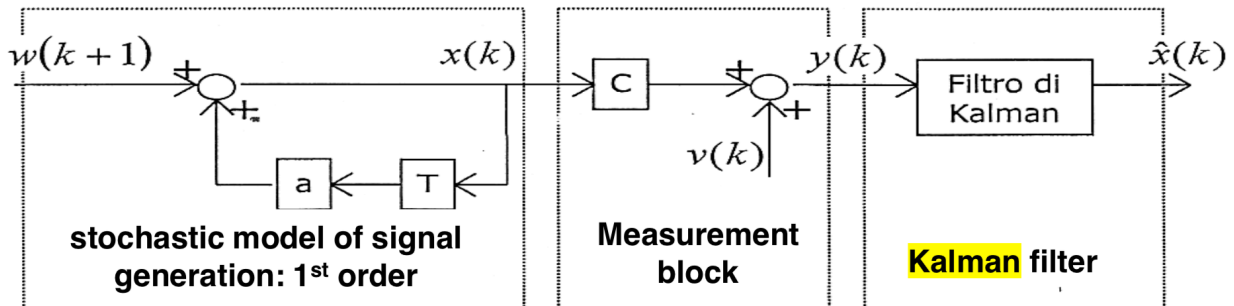 w(k + 1)
+
+
x(k)
a
T
stochastic model of signal
generation: 1st order
C
+
+
v(k)
Measurement
block
y(k)
Filtro di
Kalman
x̂(k)
Kalman filter